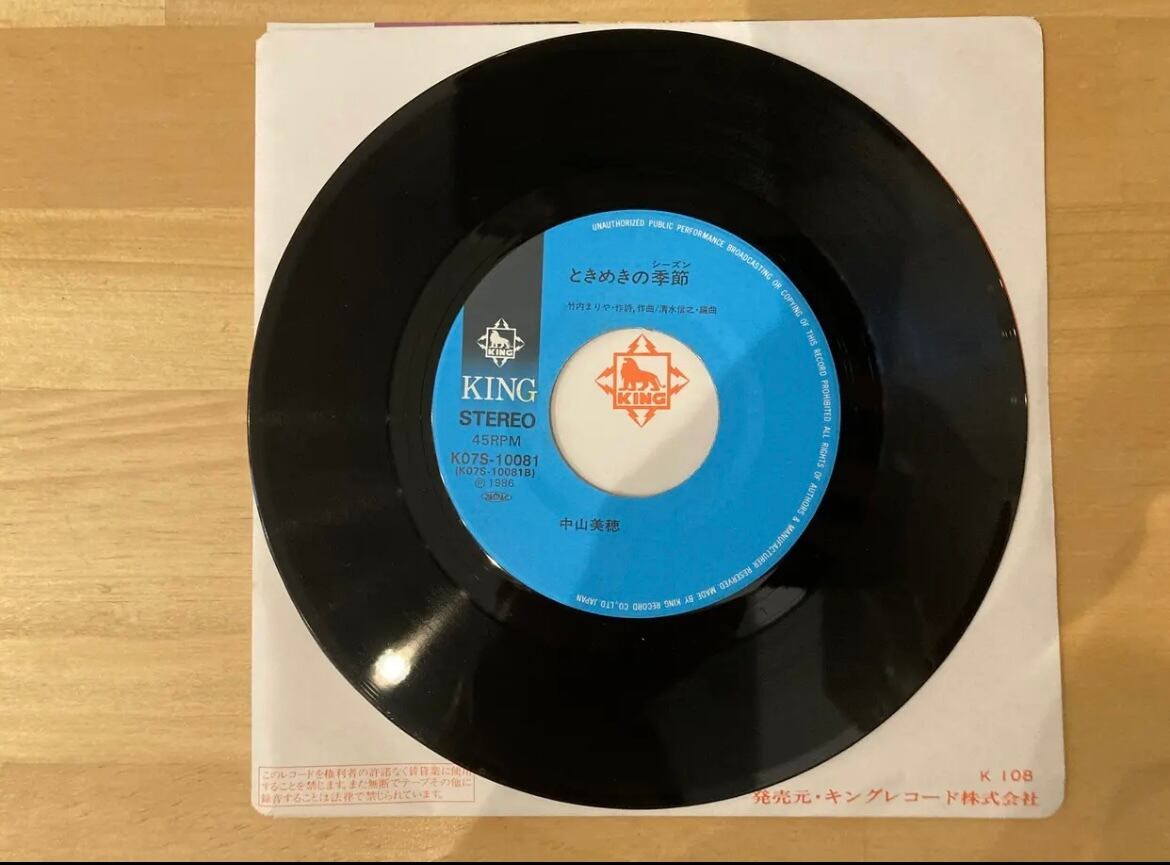 UNAUTHORIZED PUBLIC PERFORMANCE BROADCASTING OR COPYING OF THIS RECORD PROHIBITED ALL RIGHTS OF AUTHORS & MANUFACTURER RESERVED. MADE BY KING RECORD CO., LTD. JAPAN
シーズン
ときめきの季節
竹内まりや・作詩, 作曲/清水信之・編曲
KING
KING
STEREO
45RPM
K07S-10081
(K07S-10081B)
Ⓟ 1986
KING
中山美穂
このレコードを権利者の許諾なく賃貸業に使用
することを禁じます。また無断でテープその他に
録音することは法律で禁じられています。
K 108
発売元・キングレコード株式会社